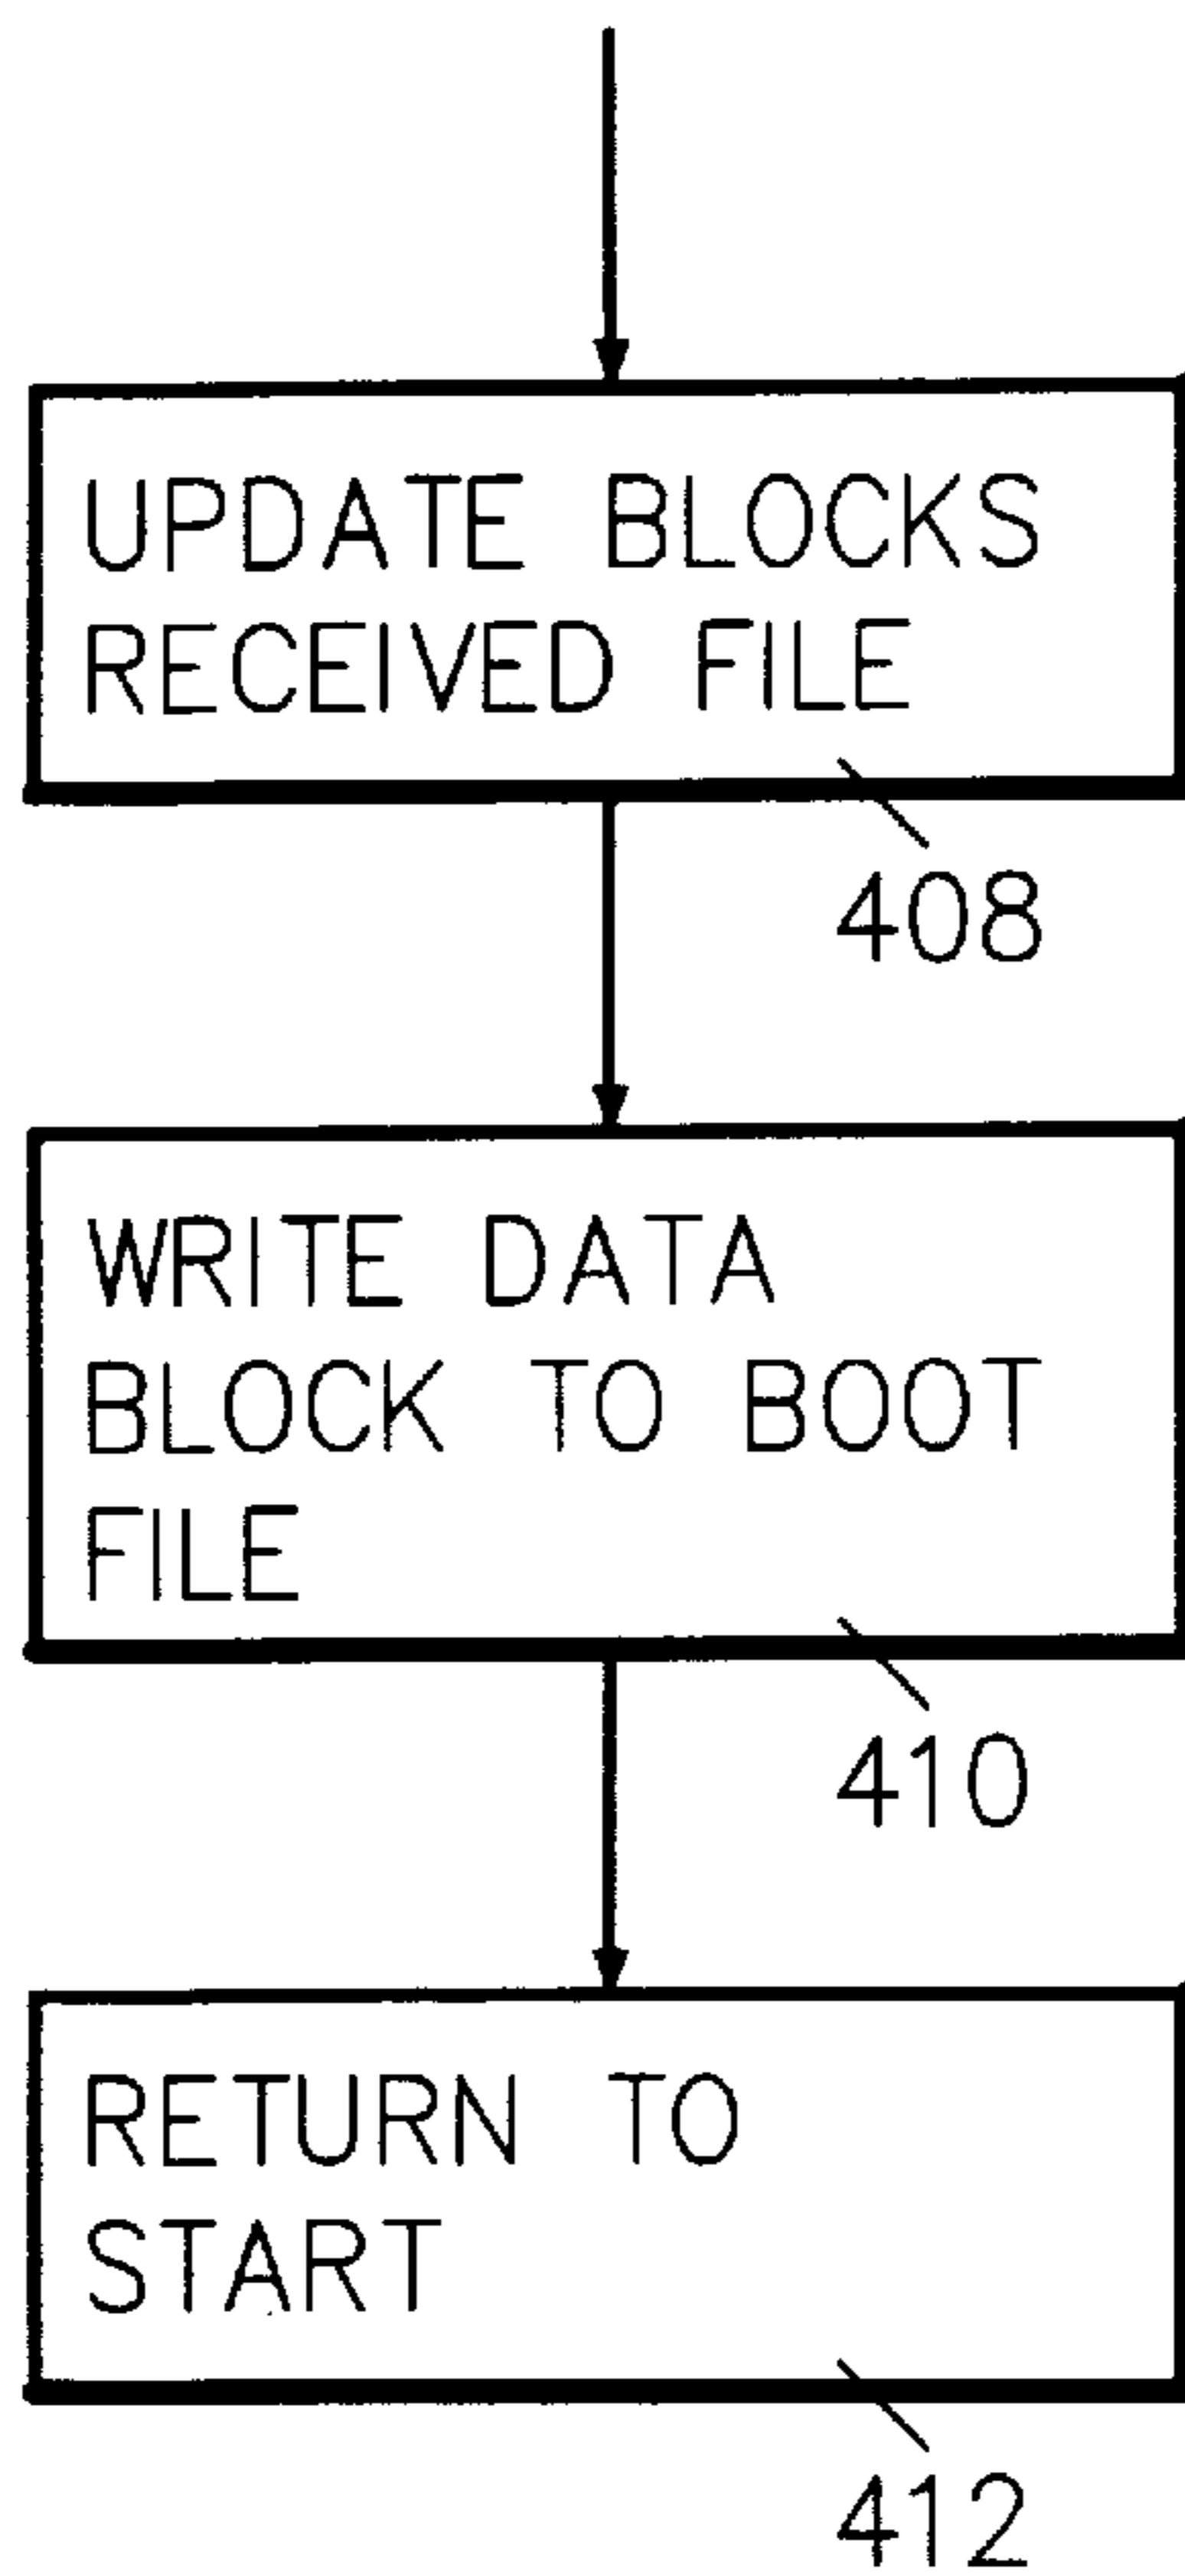 UPDATE BLOCKS
RECEIVED FILE
408
WRITE DATA
BLOCK TO BOOT
FILE
410
RETURN TO
START
412